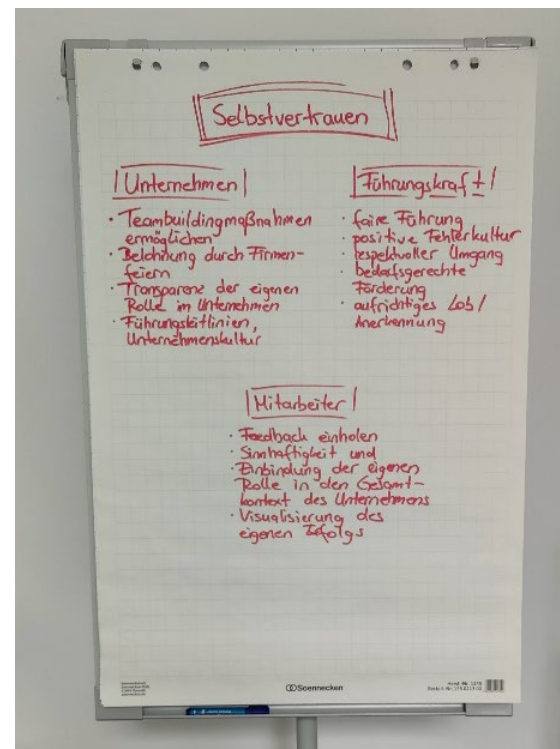 Selbstvertrauen
Unternehmen
· Teambuildingmaßnahmen
ermöglichen
· Belohnung durch Firmen-
feiern
· Transparenz der eigenen
Rolle im Unternehmen
· Führungsleitlinien,
Unternehmenskultur
Führungskraft
· faire Führung
· positive Fehlerkultur
· respektvoller Umgang
· bedarfsgerechte
Förderung
· aufrichtiges Lob/
Anerkennung
Mitarbeiter
· Feedback einholen
· Sinnhaftigkeit und
· Einbindung der eigenen
Rolle in den Gesamt-
kontext des Unternehmens
· Visualisierung des
eigenen Erfolgs
Soennecken